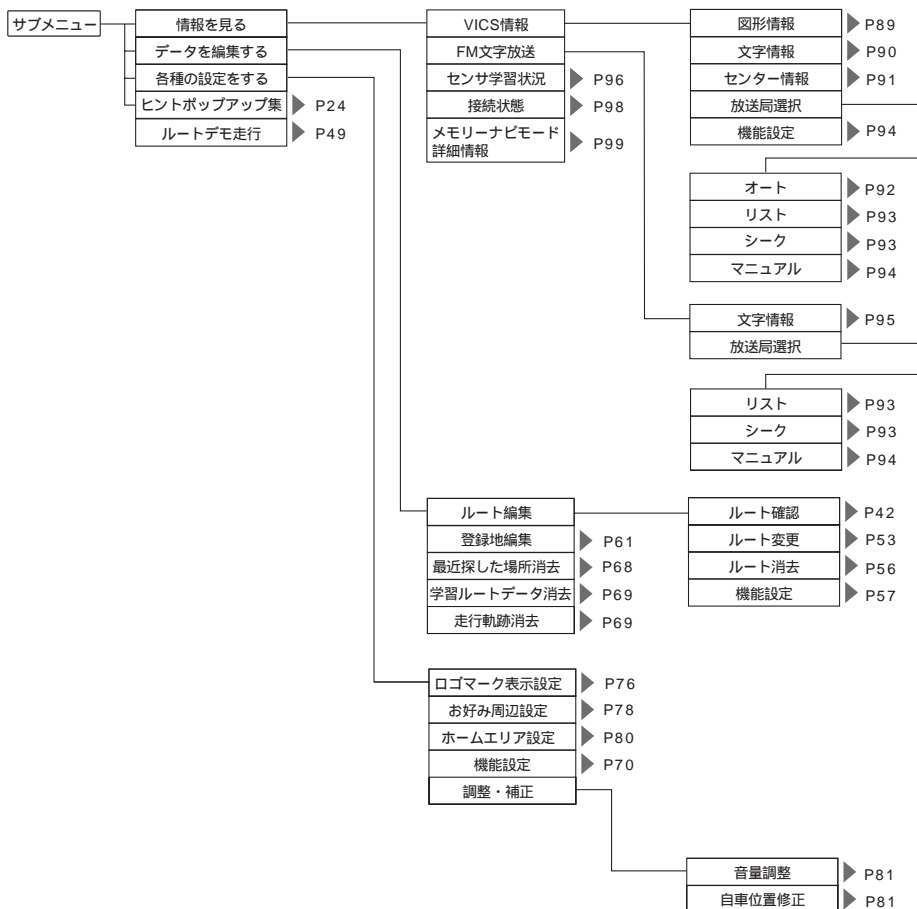 サブメニュー
情報を見る
データを編集する
各種の設定をする
ヒントポップアップ集 P24
ルートデモ走行 P49
VICS情報
FM文字放送
センサ学習状況 P96
接続状態 P98
メモリーナビモード
詳細情報 P99
図形情報 P89
文字情報 P90
センター情報 P91
放送局選択
機能設定 P94
オート P92
リスト P93
シーク P93
マニュアル P94
文字情報 P95
放送局選択
リスト P93
シーク P93
マニュアル P94
ルート編集
登録地編集 P61
最近探した場所消去 P68
学習ルートデータ消去 P69
走行軌跡消去 P69
ルート確認 P42
ルート変更 P53
ルート消去 P56
機能設定 P57
ロゴマーク表示設定 P76
お好み周辺設定 P78
ホームエリア設定 P80
機能設定 P70
調整・補正
音量調整 P81
自車位置修正 P81